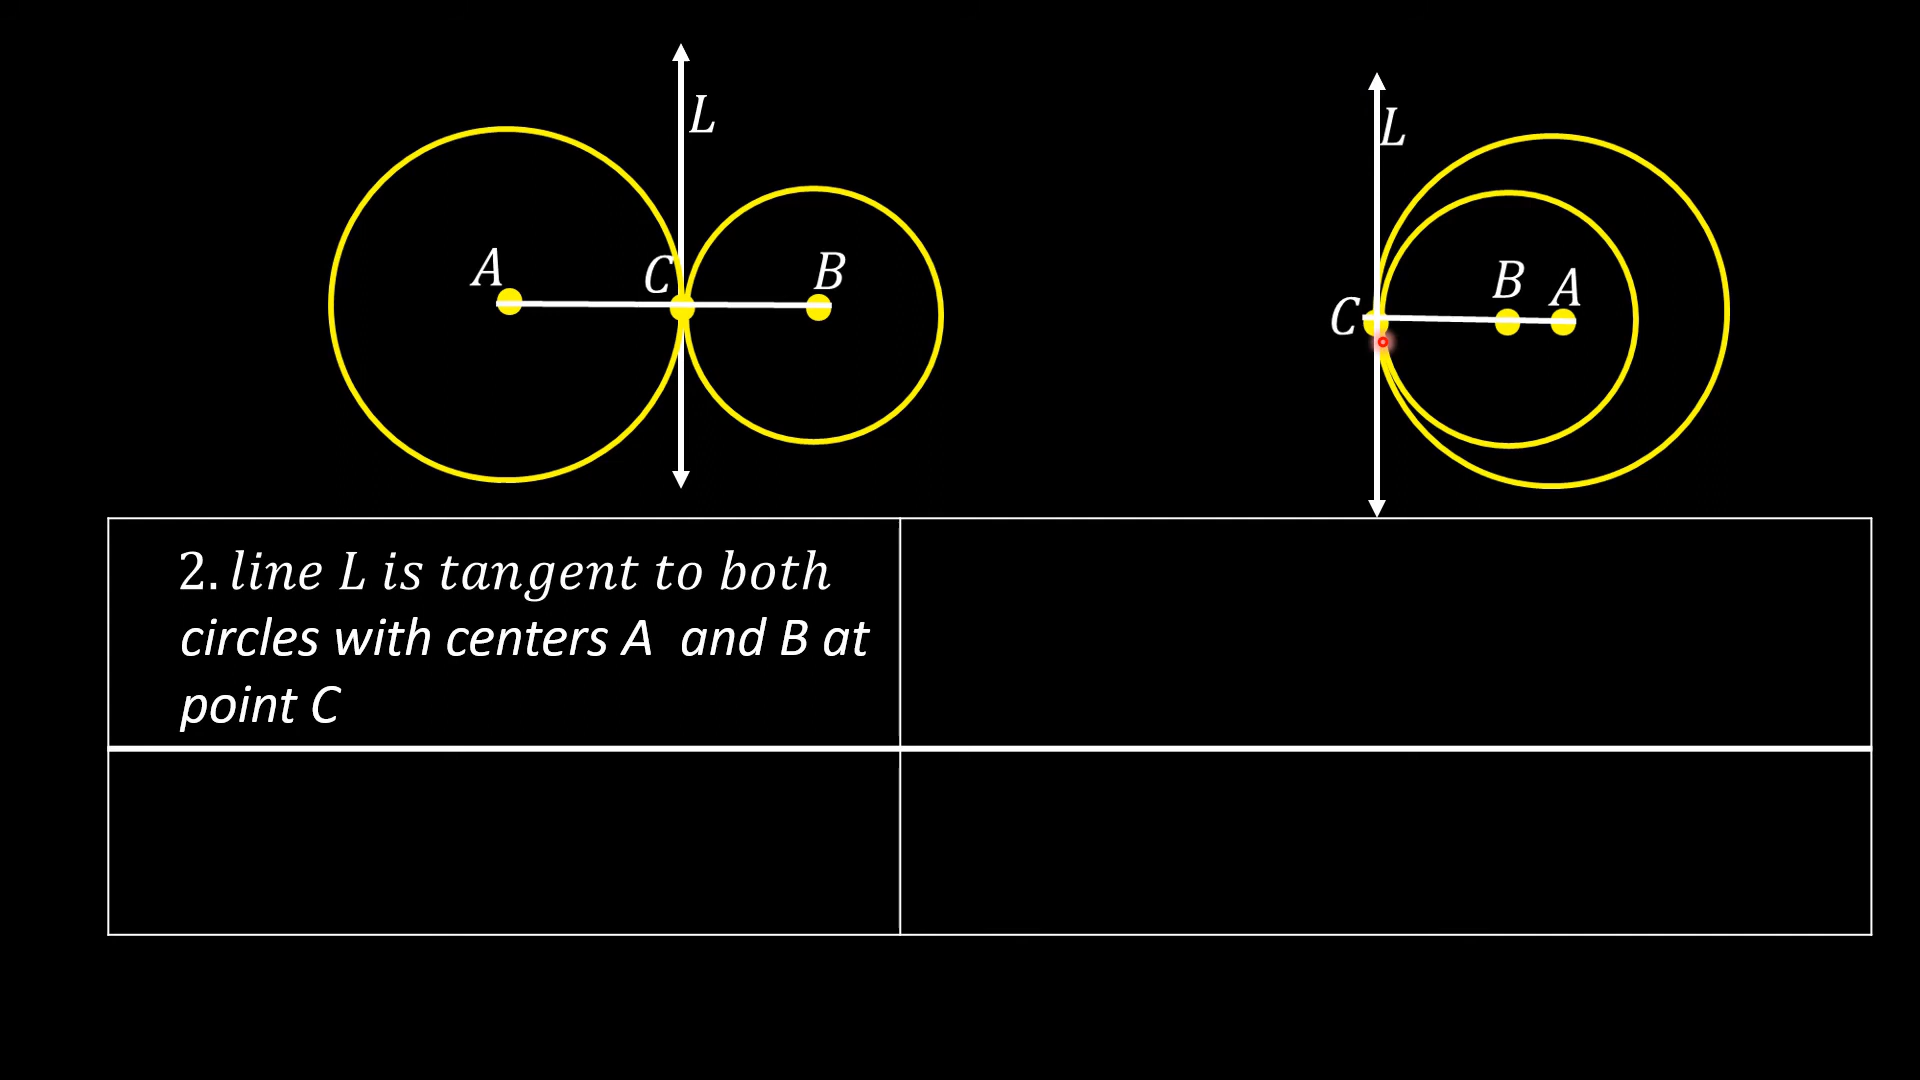 L
L
A
C
B
C
B
A
2. line L is tangent to both
circles with centers A and B at
point C